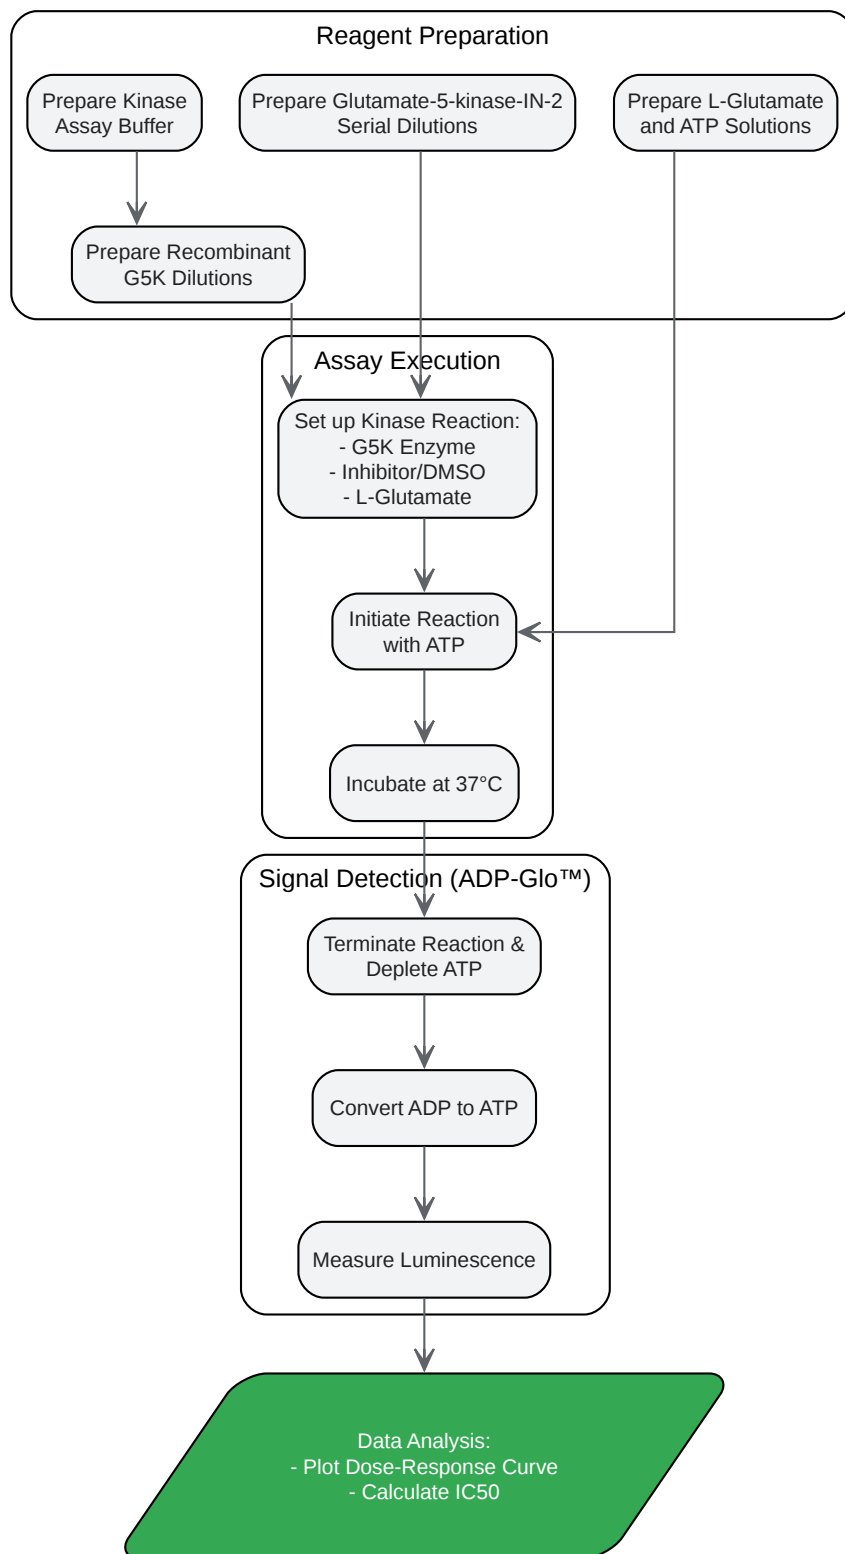 Reagent Preparation
Prepare Kinase
Assay Buffer
Prepare Glutamate-5-kinase-IN-2
Serial Dilutions
Prepare L-Glutamate
and ATP Solutions
Prepare Recombinant
G5K Dilutions
Assay Execution
Set up Kinase Reaction:
- G5K Enzyme
- Inhibitor/DMSO
- L-Glutamate
Initiate Reaction
with ATP
Incubate at 37°C
Signal Detection (ADP-Glo™)
Terminate Reaction &
Deplete ATP
Convert ADP to ATP
Measure Luminescence
Data Analysis:
- Plot Dose-Response Curve
- Calculate IC50